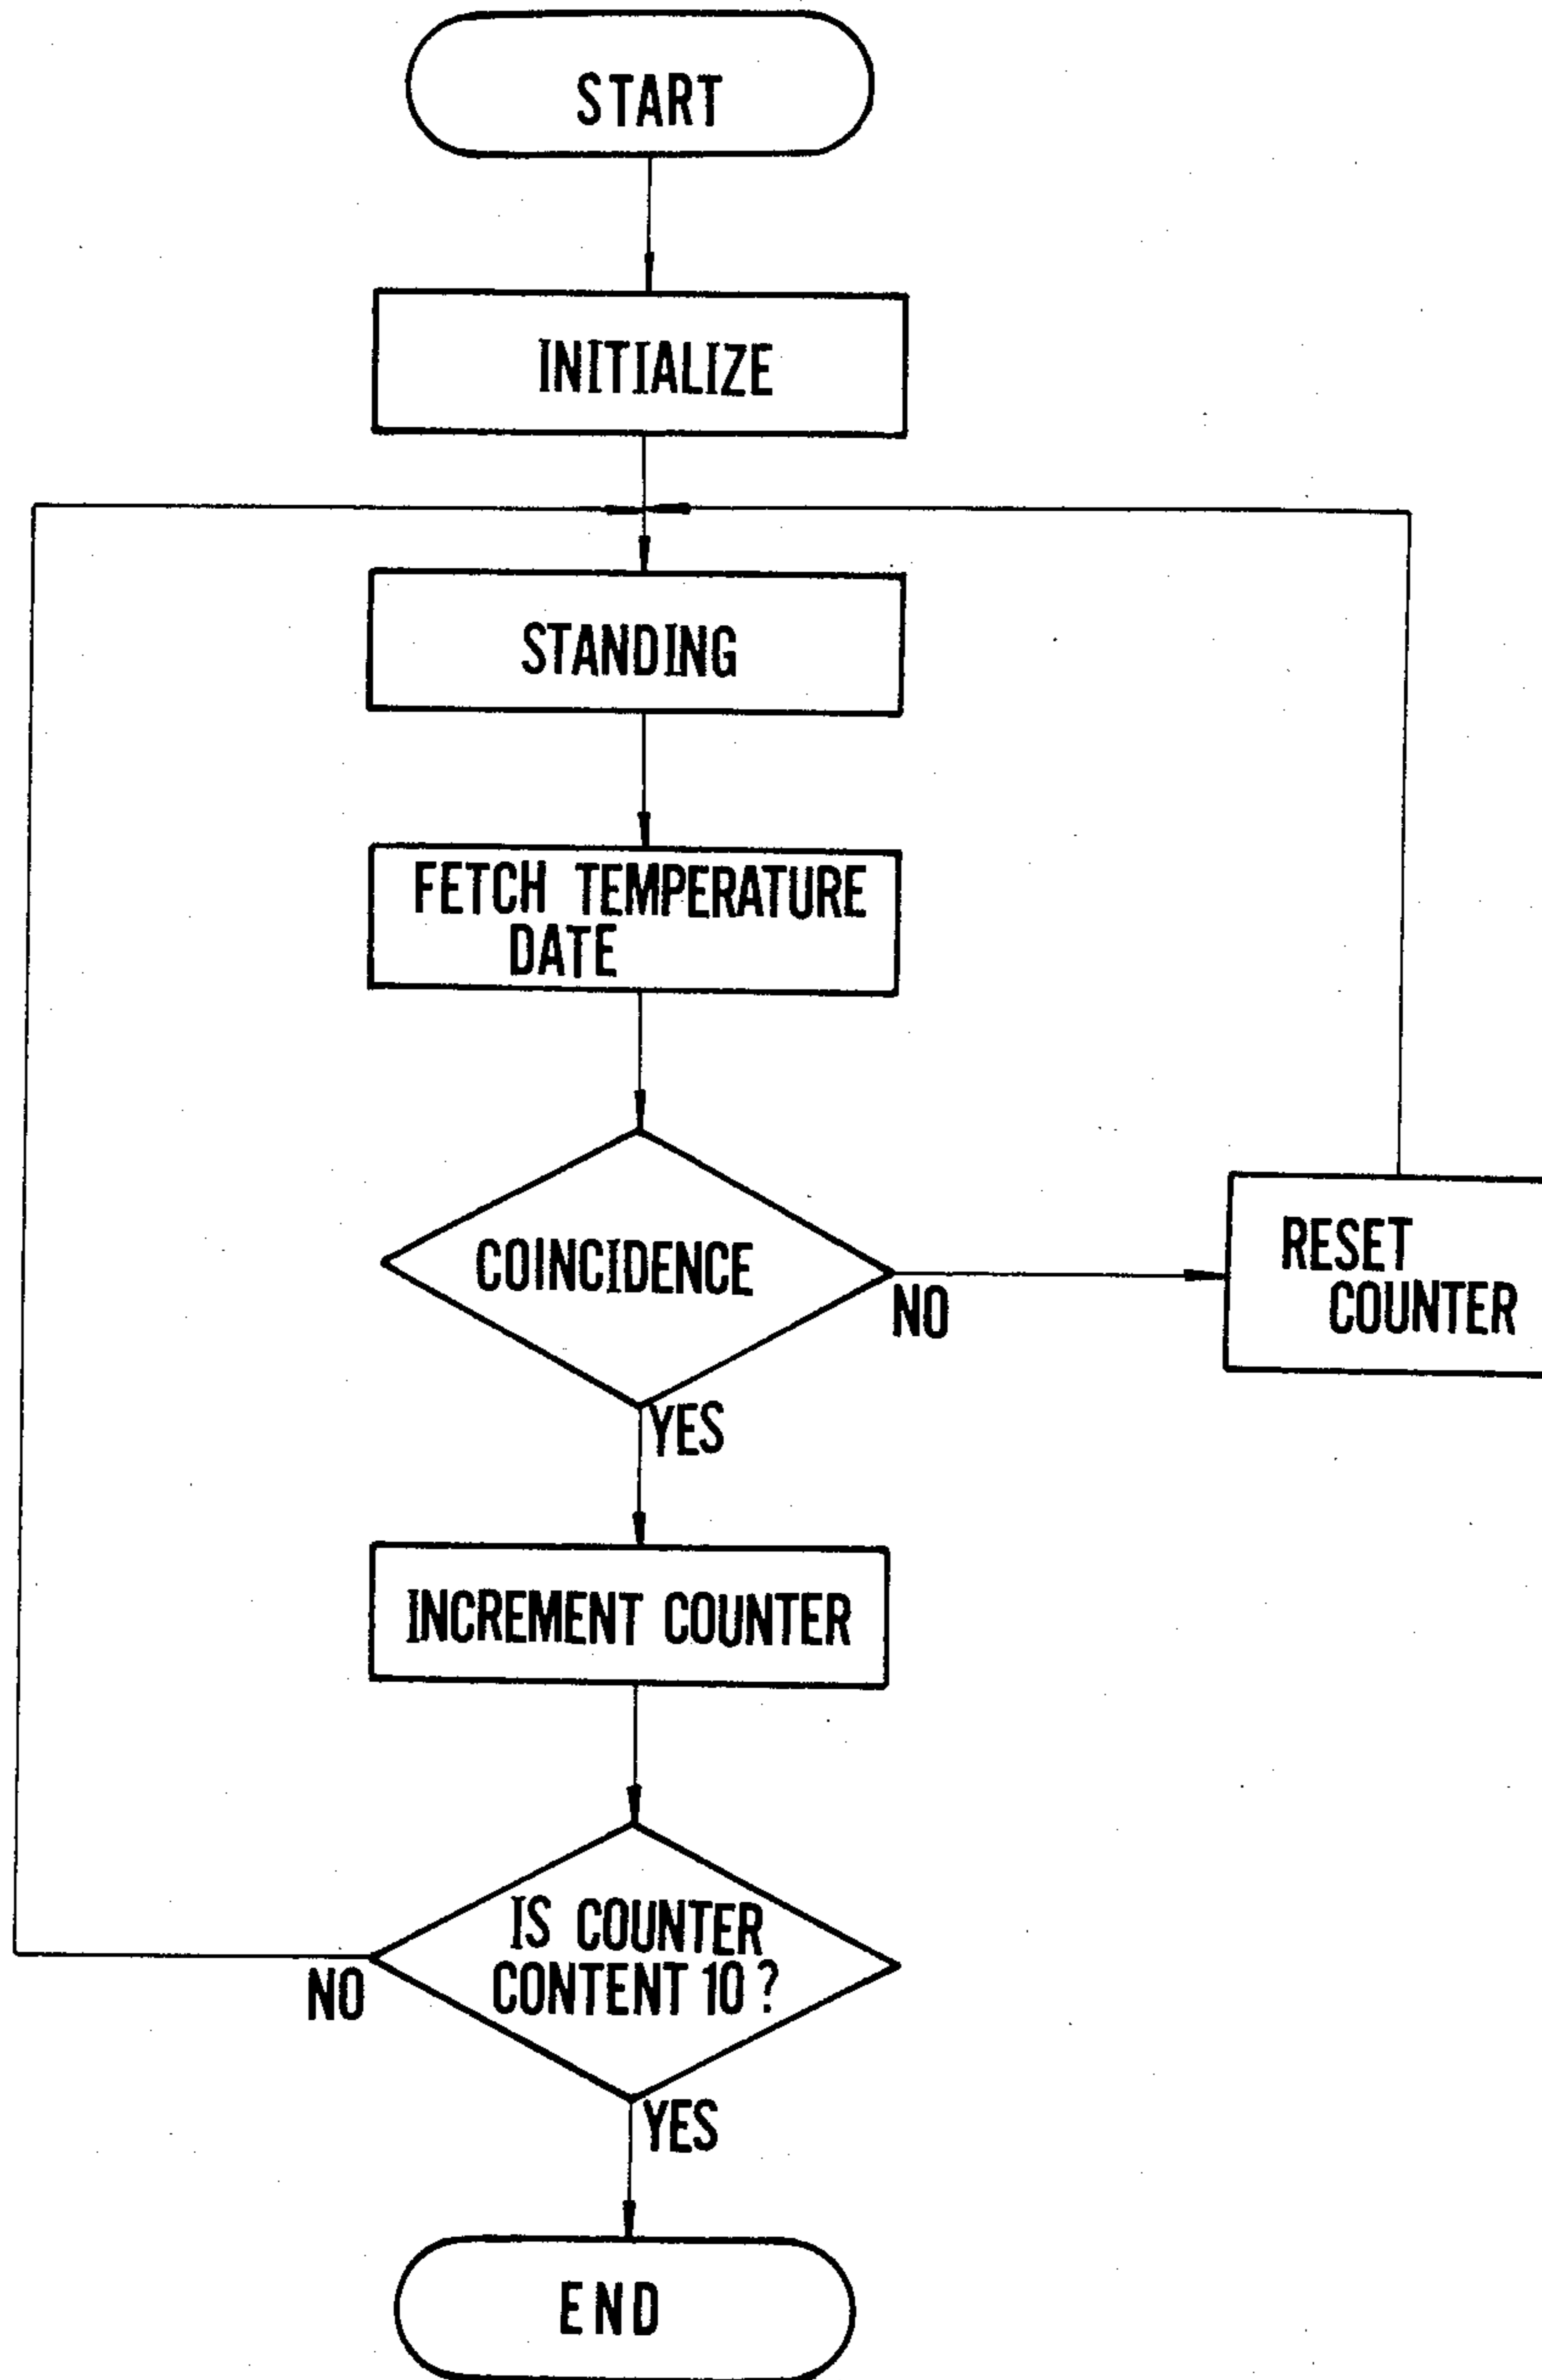 START
INITIALIZE
STANDING
FETCH TEMPERATURE
DATE
COINCIDENCE
NO
RESET
COUNTER
YES
INCREMENT COUNTER
IS COUNTER
CONTENT 10?
NO
YES
END